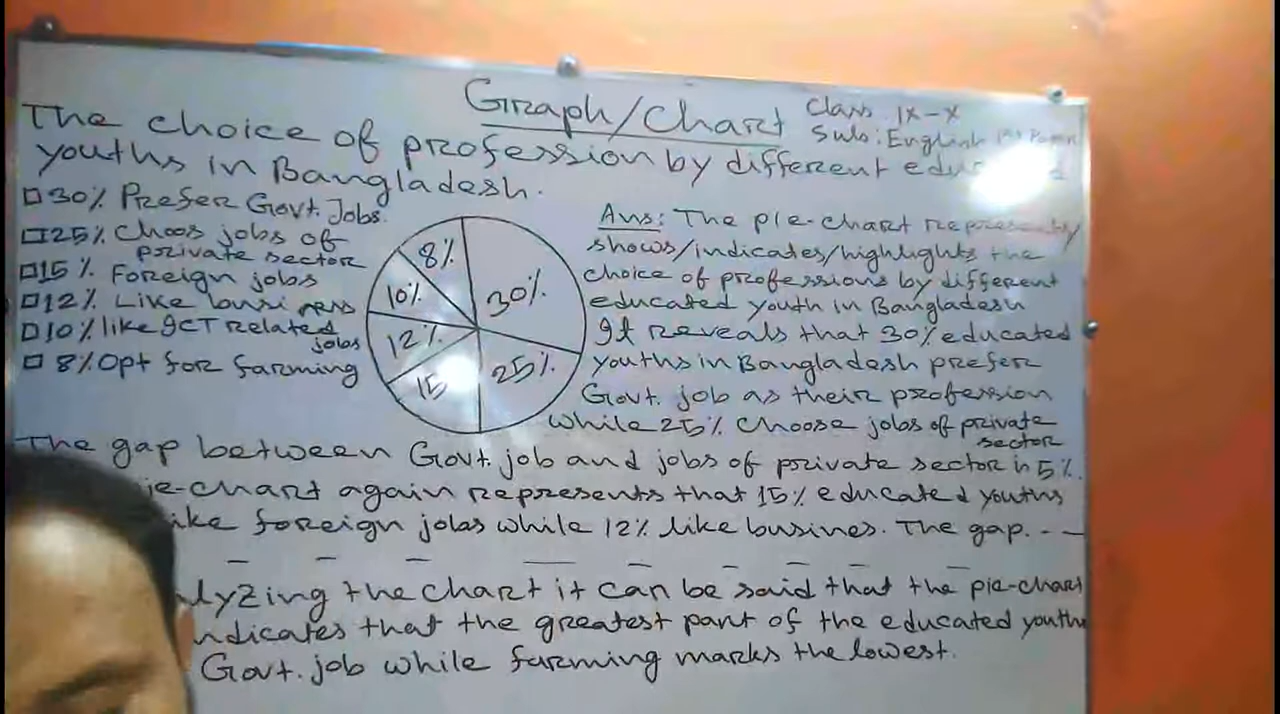 Graph/Chart
Class IX-X
Sub: English 1st
The choice of profession by different
youths in Bangladesh.
□ 30% Prefer Govt. Jobs.
□ 25% Choos jobs of
private sector
□ 15% Foreign jobs
□ 12% Like business
□ 10% like ICT Related
jobs
□ 8% Opt for farming
8%
10%
12%
15
25%
30%
Ans: The pie-chart
shows/indicates/highlights the
choice of professions by different
educated youth in Bangladesh
It reveals that 30% educated
youths in Bangladesh prefer
Govt. job as their profession
while 25% choose jobs of private
sector
The gap between Govt. job and jobs of private sector is 5%.
ie-chart again represents that 15% educated youths
ike foreign jobs while 12% like busines. The gap. - —
— — — — — — — —
lyzing the chart it can be said that the pie-chart
ndicates that the greatest part of the educated youths
Govt. job while farming marks the lowest.